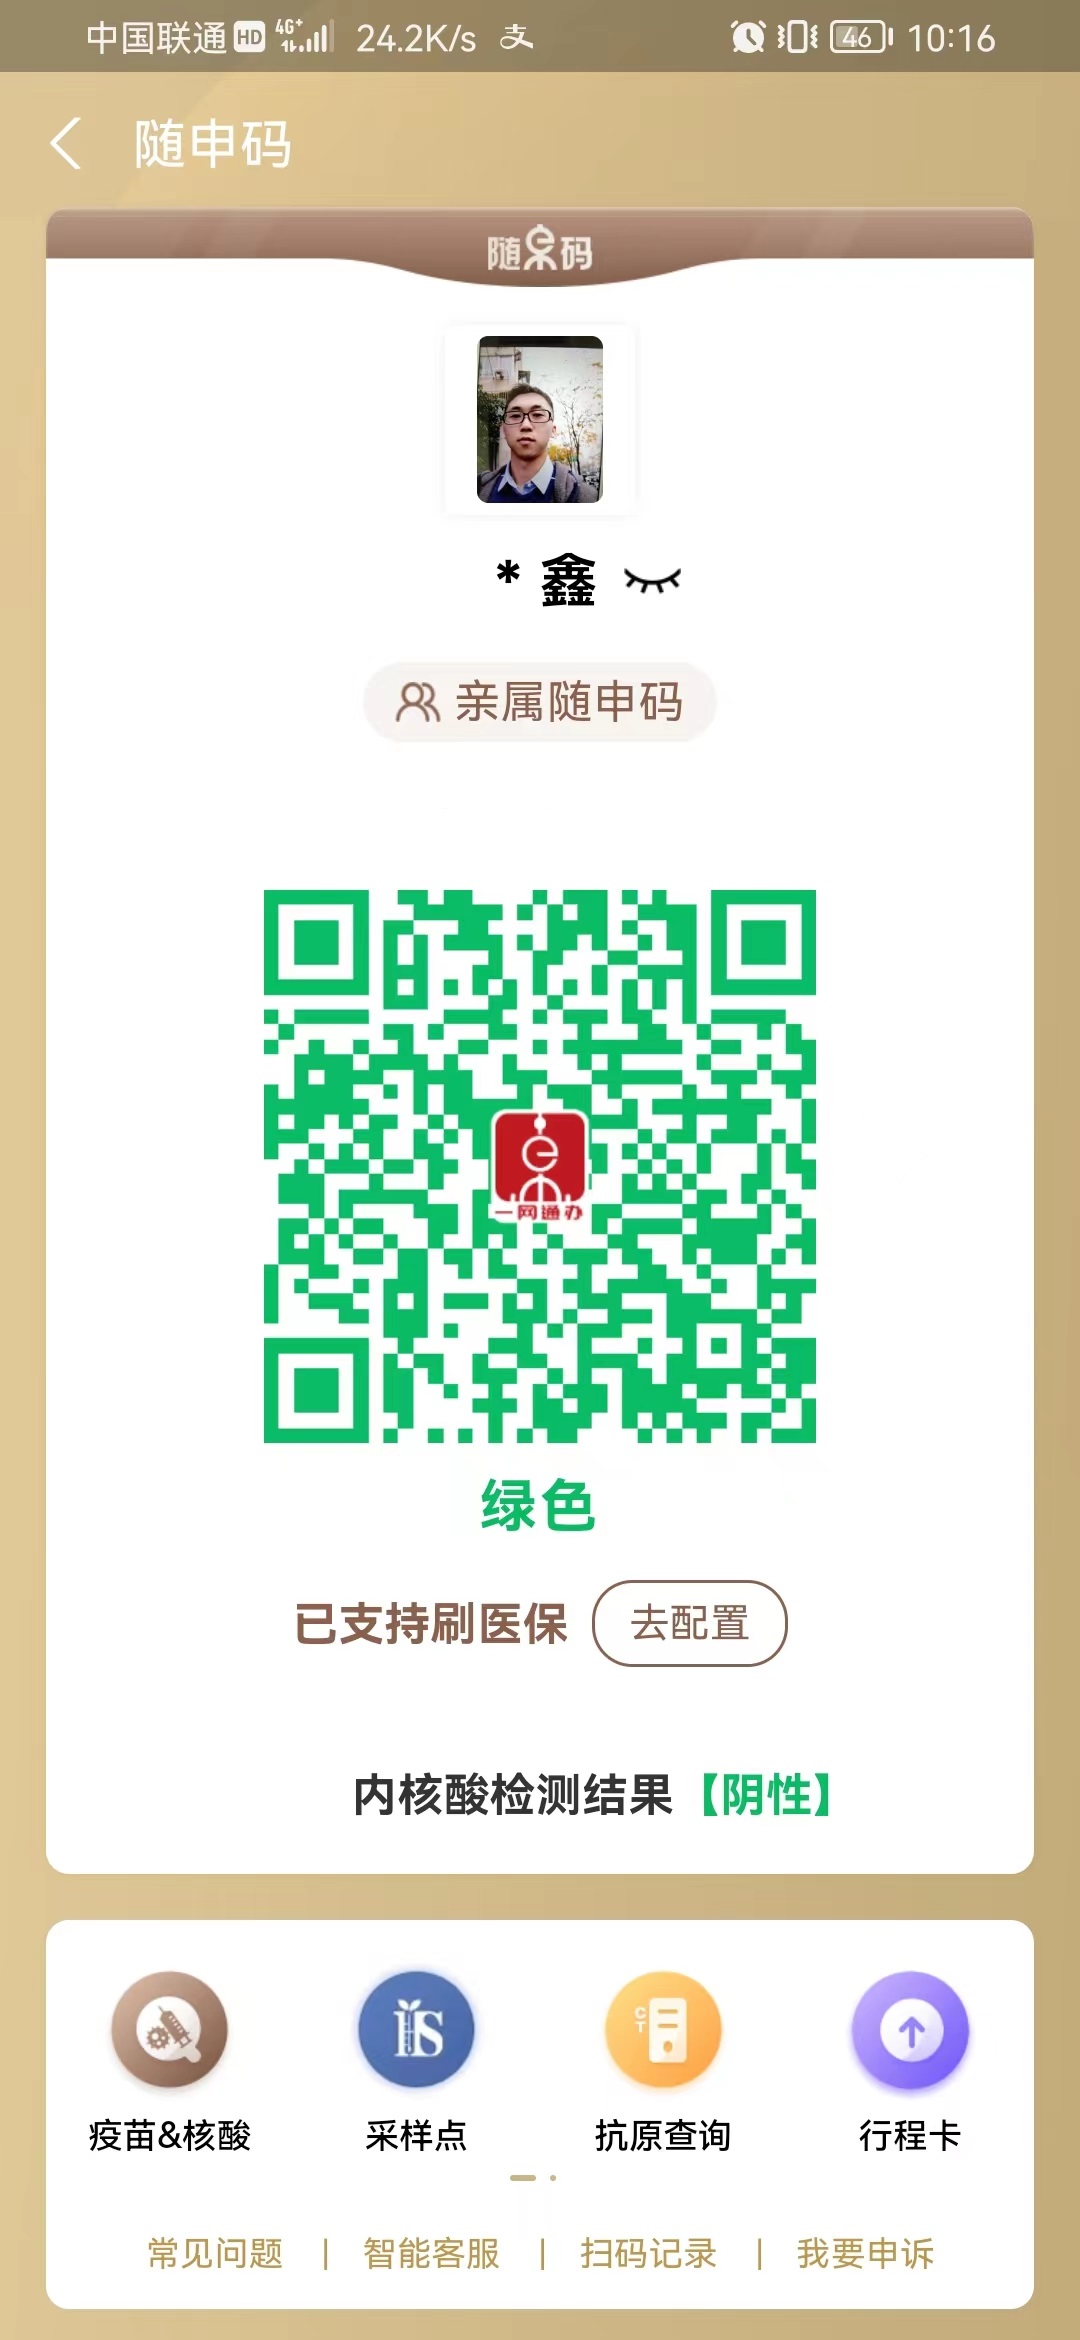 中国联通 HD 4G+ 24.2K/s 支 46 10:16
随申码
随申码
* 鑫
亲属随申码
一网通办
绿色
已支持刷医保 去配置
内核酸检测结果【阴性】
HS
CT
疫苗&核酸 采样点 抗原查询 行程卡
常见问题 | 智能客服 | 扫码记录 | 我要申诉